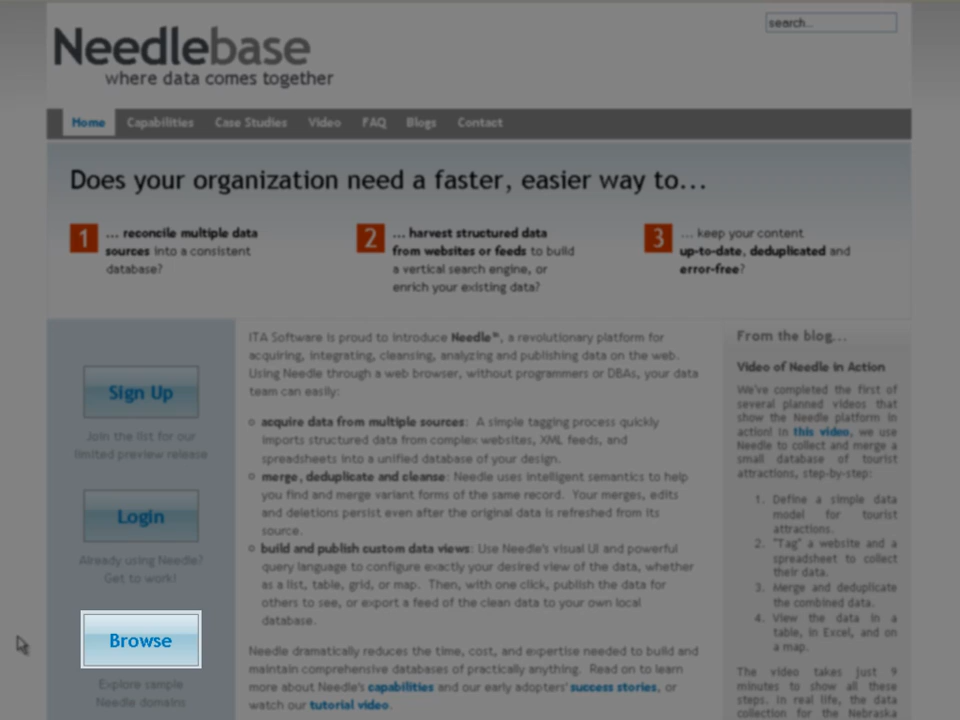 search...
Needlebase
where data comes together
Home Capabilities Case Studies Video FAQ Blogs Contact
Does your organization need a faster, easier way to...
1 ... reconcile multiple data
sources into a consistent
database?
2 ... harvest structured data
from websites or feeds to build
a vertical search engine, or
enrich your existing data?
3 ... keep your content
up-to-date, deduplicated and
error-free?
Sign Up
Join the list for our
limited preview release
Login
Already using Needle?
Get to work!
Browse
Explore sample
Needle domains
ITA Software is proud to introduce Needle™, a revolutionary platform for
acquiring, integrating, cleansing, analyzing and publishing data on the web.
Using Needle through a web browser, without programmers or DBAs, your data
team can easily:
acquire data from multiple sources: A simple tagging process quickly
imports structured data from complex websites, XML feeds, and
spreadsheets into a unified database of your design.
merge, deduplicate and cleanse: Needle uses intelligent semantics to help
you find and merge variant forms of the same record. Your merges, edits
and deletions persist even after the original data is refreshed from its
source.
build and publish custom data views: Use Needle's visual UI and powerful
query language to configure exactly your desired view of the data, whether
as a list, table, grid, or map. Then, with one click, publish the data for
others to see, or export a feed of the clean data to your own local
database.
Needle dramatically reduces the time, cost, and expertise needed to build and
maintain comprehensive databases of practically anything. Read on to learn
more about Needle's capabilities and our early adopters' success stories, or
watch our tutorial video.
From the blog...
Video of Needle in Action
We've completed the first of
several planned videos that
show the Needle platform in
action! In this video, we use
Needle to collect and merge a
small database of tourist
attractions, step-by-step:
1. Define a simple data
model for tourist
attractions.
2. "Tag" a website and a
spreadsheet to collect
their data.
3. Merge and deduplicate
the combined data.
4. View the data in a
table, in Excel, and on
a map.
The video takes just 9
minutes to show all these
steps. In real life, the data
collection for the Nebraska